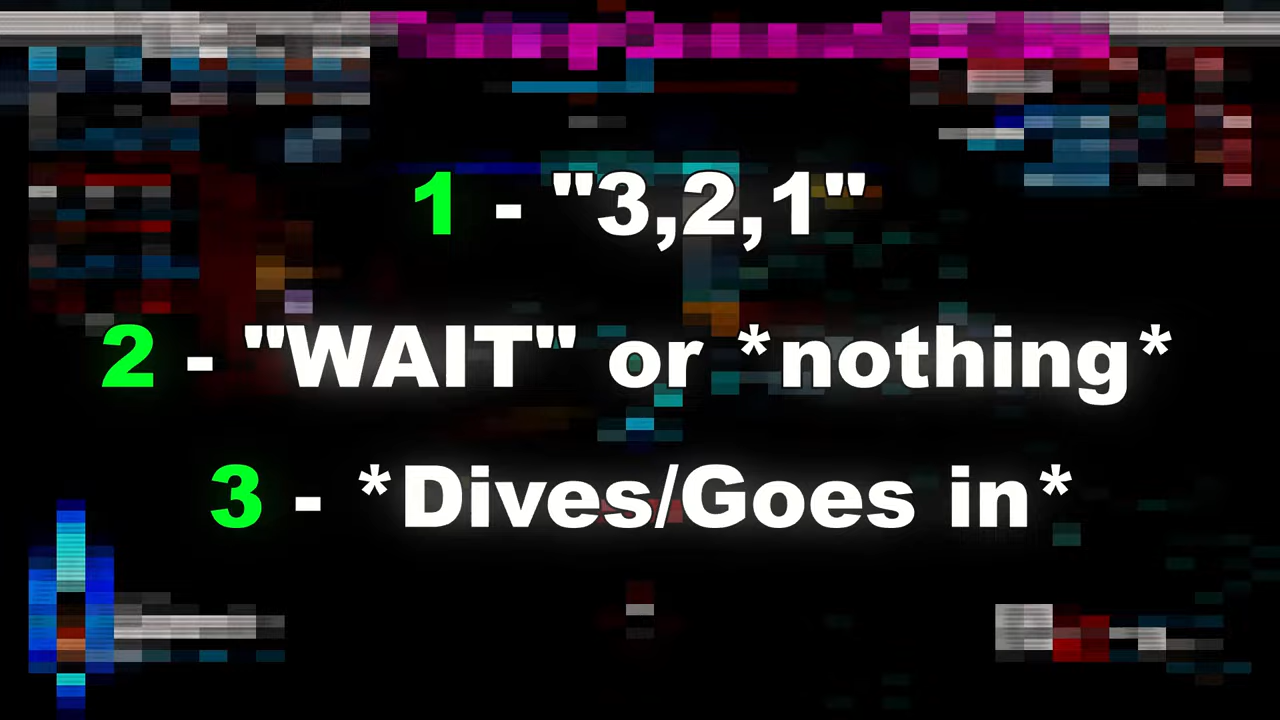 1 - "3,2,1"
2 - "WAIT" or *nothing*
3 - *Dives/Goes in*